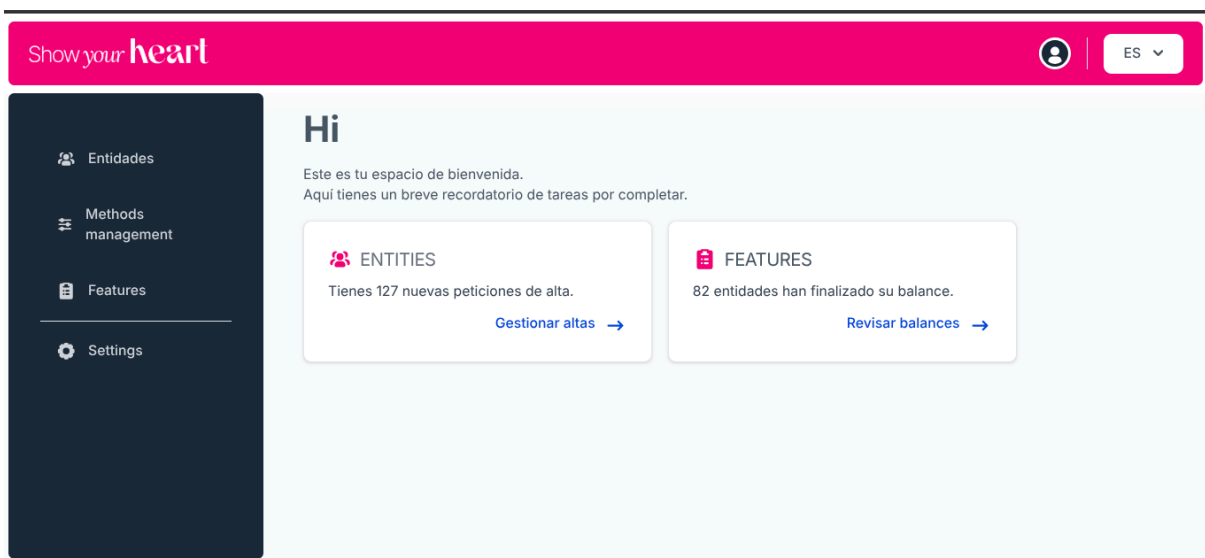 Show your heart
ES
Entidades
Methods
management
Features
Settings
Hi
Este es tu espacio de bienvenida.
Aquí tienes un breve recordatorio de tareas por completar.
ENTITIES
Tienes 127 nuevas peticiones de alta.
Gestionar altas →
FEATURES
82 entidades han finalizado su balance.
Revisar balances →